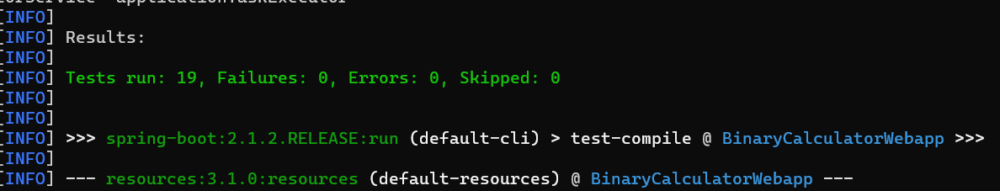 torService 'applicationTaskExecutor'
[INFO]
[INFO] Results:
[INFO]
[INFO] Tests run: 19, Failures: 0, Errors: 0, Skipped: 0
[INFO]
[INFO]
[INFO] >>> spring-boot:2.1.2.RELEASE:run (default-cli) > test-compile @ BinaryCalculatorWebapp >>>
[INFO]
[INFO] --- resources:3.1.0:resources (default-resources) @ BinaryCalculatorWebapp ---